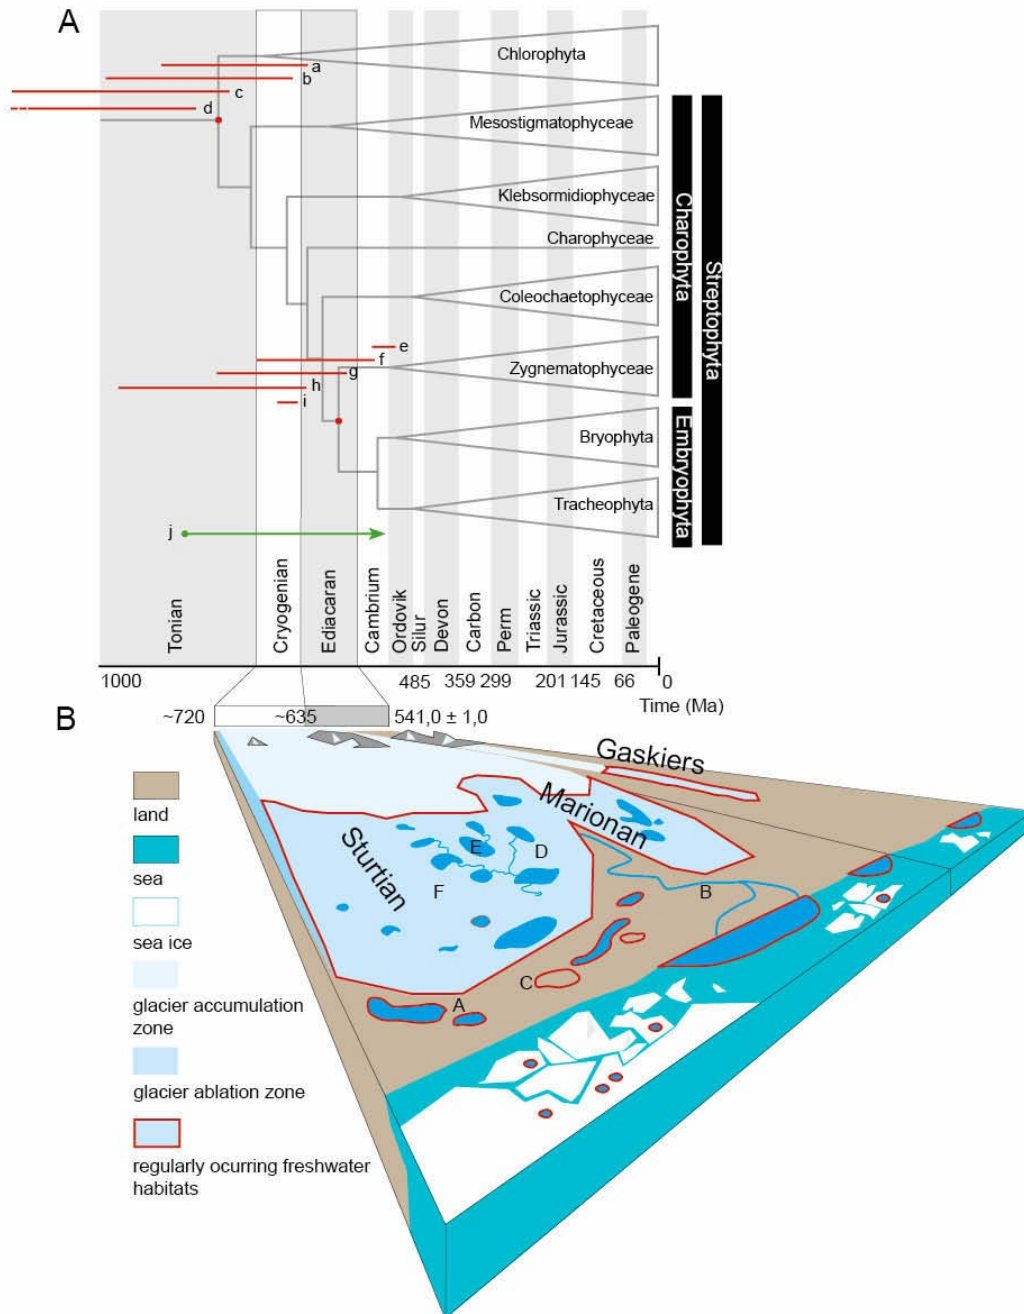 A
Chlorophyta
a
b
c
d
Mesostigmatophyceae
Klebsormidiophyceae
Charophyceae
Coleochaetophyceae
e
f
g
Zygnematophyceae
h
i
Bryophyta
Tracheophyta
Charophyta
Embryophyta
Streptophyta
j
Tonian
Cryogenian
Ediacaran
Cambrium
Ordovik
Silur
Devon
Carbon
Perm
Triassic
Jurassic
Cretaceous
Paleogene
1000 485 359 299 201 145 66 0
Time (Ma)
B
~720 ~635 541,0 ± 1,0
Gaskiers
Marionan
Sturtian
E
D
F
B
C
A
land
sea
sea ice
glacier accumulation
zone
glacier ablation zone
regularly ocurring freshwater
habitats